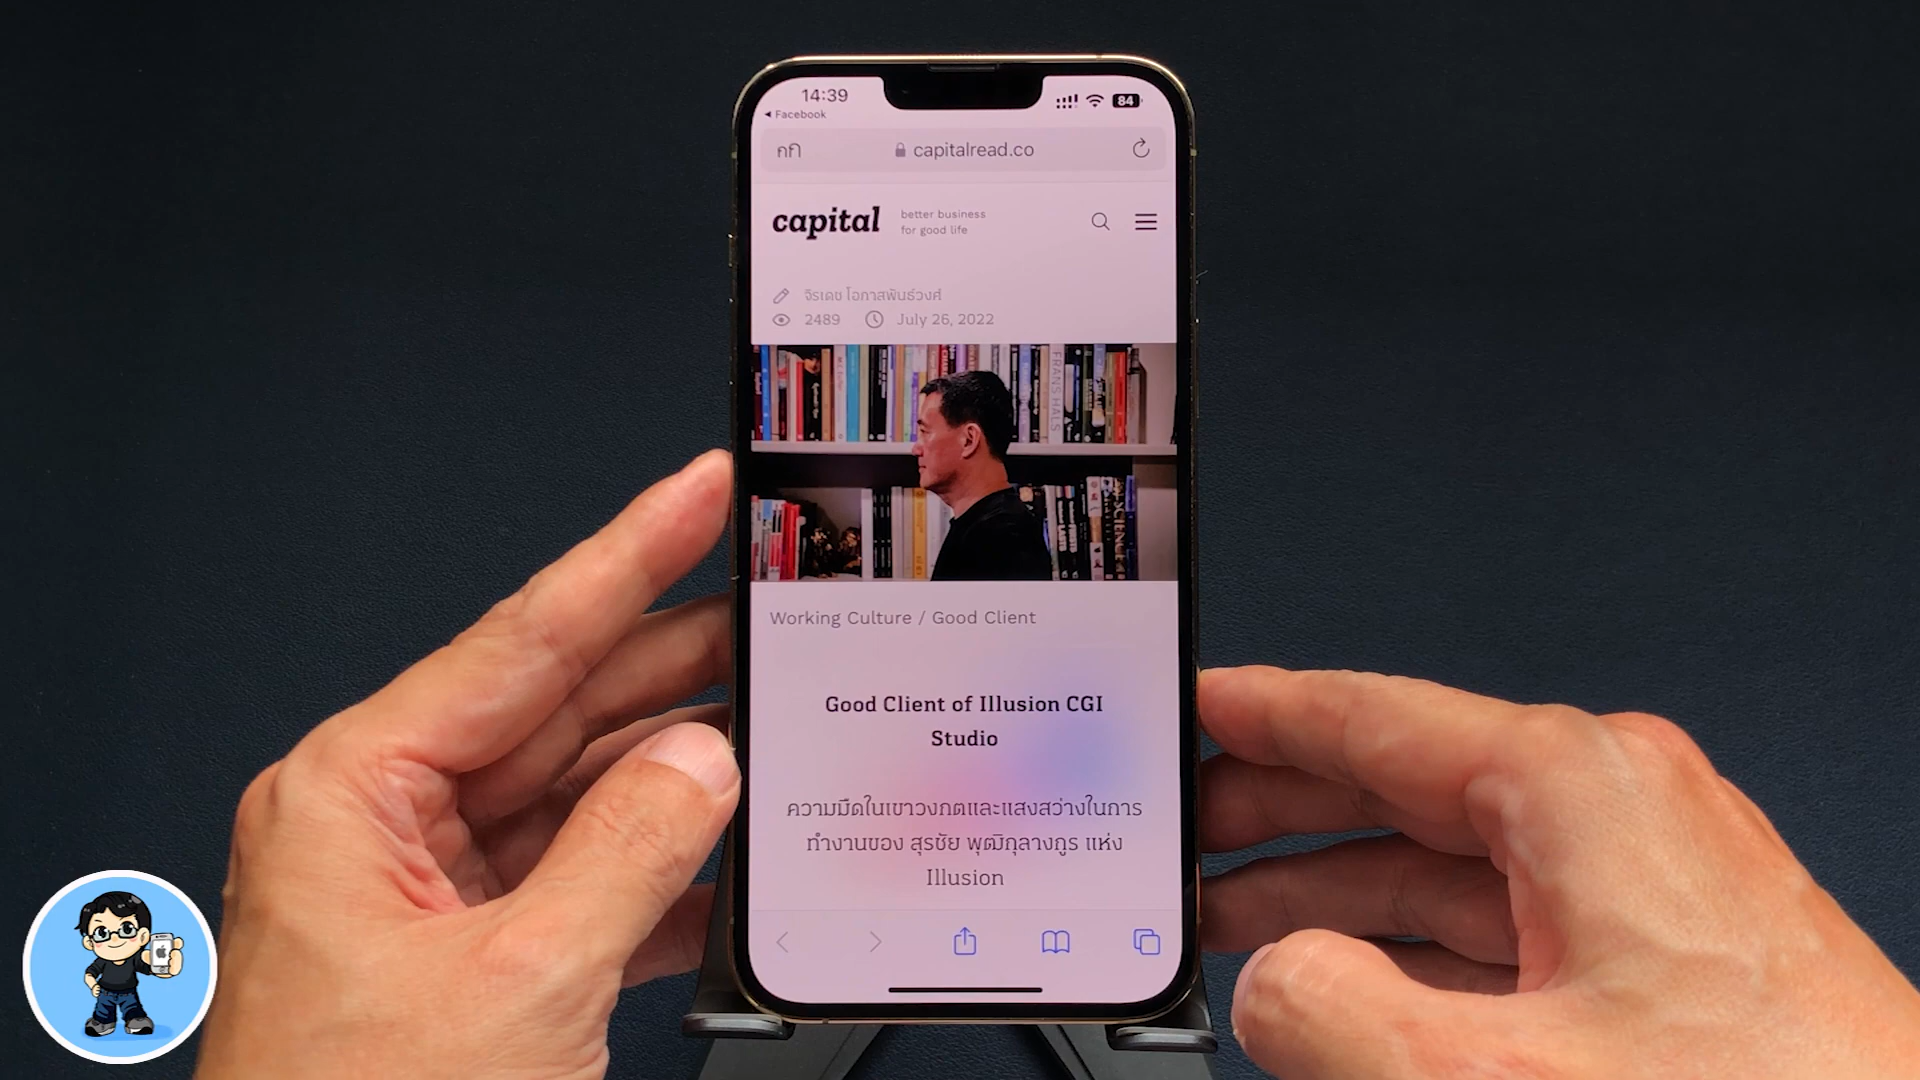 14:39
84
◀ Facebook
กก capitalread.co
capital
better business
for good life
จิรเดช โอภาสพันธ์วงศ์
2489 July 26, 2022
FRANS HALS
SCIENCE
Working Culture / Good Client
Good Client of Illusion CGI
Studio
ความมืดในเขาวงกตและแสงสว่างในการ
ทำงานของ สุรชัย พุฒิกุลางกูร แห่ง
Illusion